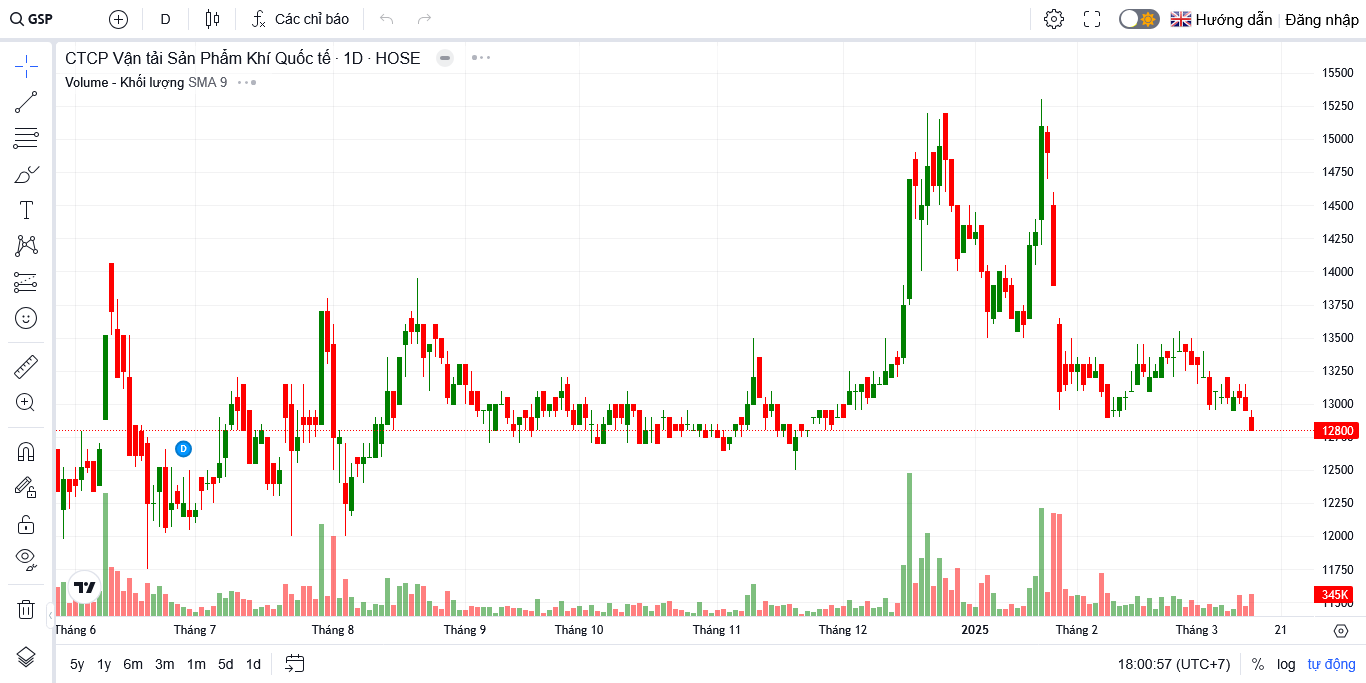 GSP D Các chỉ báo Hướng dẫn Đăng nhập
CTCP Vận tải Sản Phẩm Khí Quốc tế · 1D · HOSE
Volume - Khối lượng SMA 9
15500
15250
15000
14750
14500
14250
14000
13750
13500
13250
13000
12800
12500
12250
12000
11750
345K
D
Tháng 6 Tháng 7 Tháng 8 Tháng 9 Tháng 10 Tháng 11 Tháng 12 2025 Tháng 2 Tháng 3 21
5y 1y 6m 3m 1m 5d 1d 18:00:57 (UTC+7) % log tự động